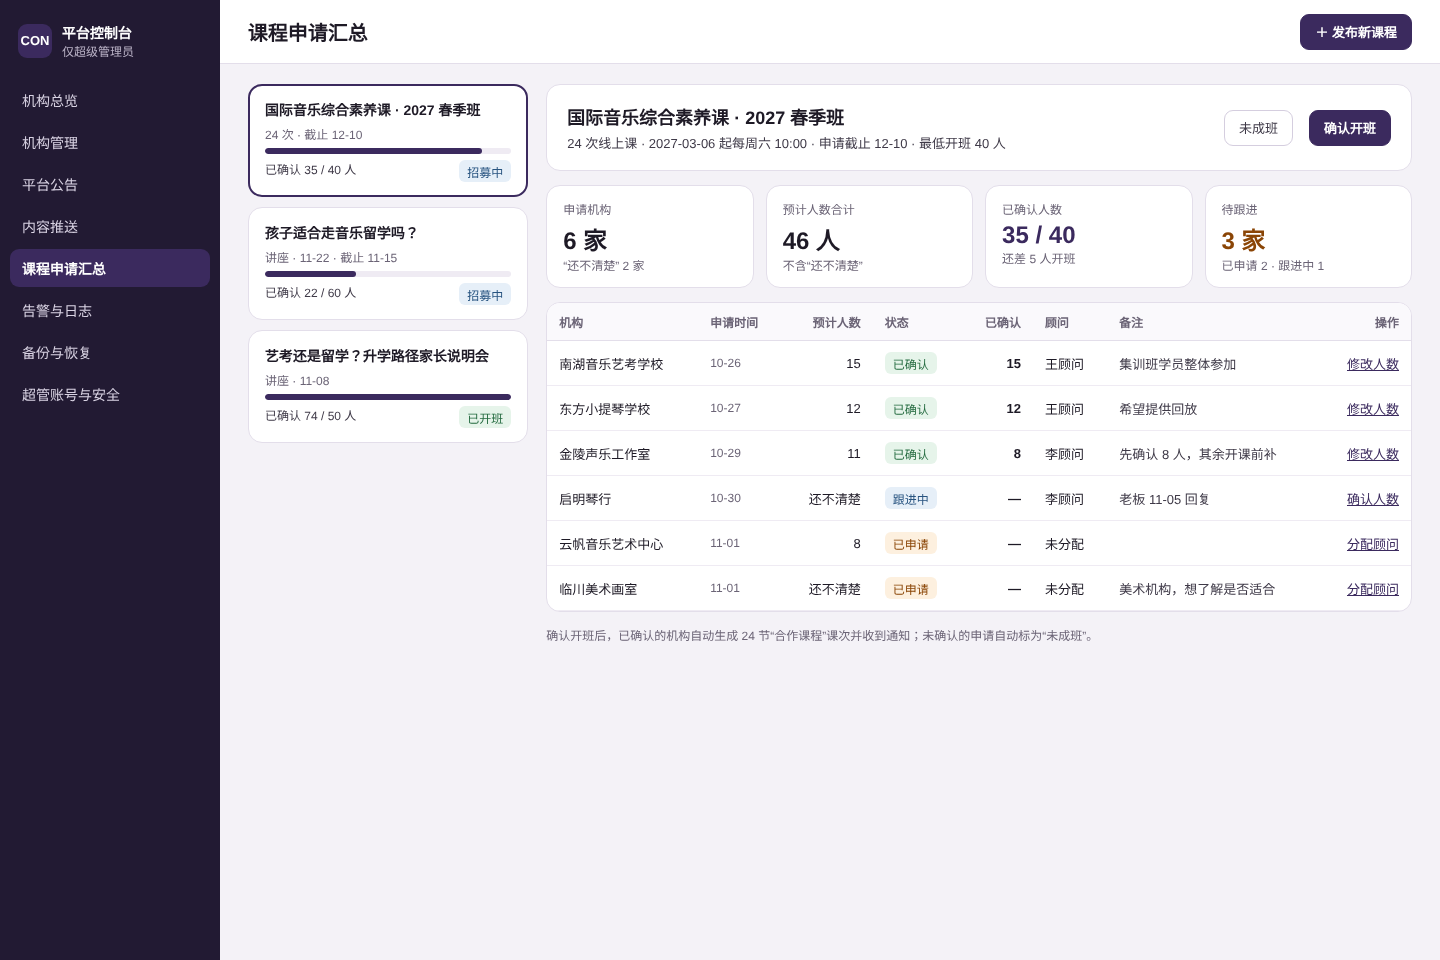 CON
平台控制台
仅超级管理员
机构总览
机构管理
平台公告
内容推送
课程申请汇总
告警与日志
备份与恢复
超管账号与安全
课程申请汇总
＋ 发布新课程
国际音乐综合素养课 · 2027 春季班
24 次 · 截止 12-10
已确认 35 / 40 人
招募中
孩子适合走音乐留学吗？
讲座 · 11-22 · 截止 11-15
已确认 22 / 60 人
招募中
艺考还是留学？升学路径家长说明会
讲座 · 11-08
已确认 74 / 50 人
已开班
国际音乐综合素养课 · 2027 春季班
24 次线上课 · 2027-03-06 起每周六 10:00 · 申请截止 12-10 · 最低开班 40 人
未成班
确认开班
申请机构
6 家
“还不清楚” 2 家
预计人数合计
46 人
不含“还不清楚”
已确认人数
35 / 40
还差 5 人开班
待跟进
3 家
已申请 2 · 跟进中 1
机构 申请时间 预计人数 状态 已确认 顾问 备注 操作
南湖音乐艺考学校 10-26 15 已确认 15 王顾问 集训班学员整体参加 修改人数
东方小提琴学校 10-27 12 已确认 12 王顾问 希望提供回放 修改人数
金陵声乐工作室 10-29 11 已确认 8 李顾问 先确认 8 人，其余开课前补 修改人数
启明琴行 10-30 还不清楚 跟进中 — 李顾问 老板 11-05 回复 确认人数
云帆音乐艺术中心 11-01 8 已申请 — 未分配 分配顾问
临川美术画室 11-01 还不清楚 已申请 — 未分配 美术机构，想了解是否适合 分配顾问
确认开班后，已确认的机构自动生成 24 节“合作课程”课次并收到通知；未确认的申请自动标为“未成班”。